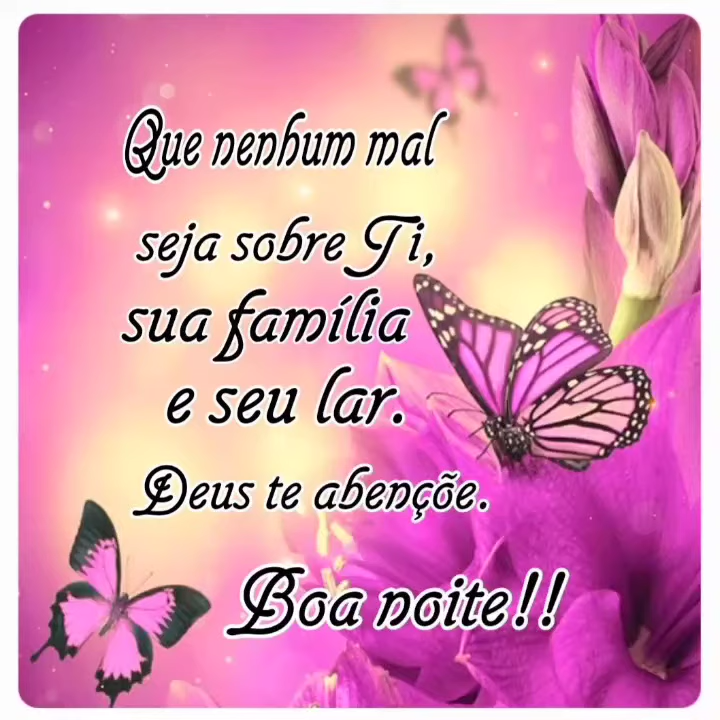 Que nenhum mal
seja sobre Ti,
sua família
e seu lar.
Deus te abençõe.
Boa noite!!